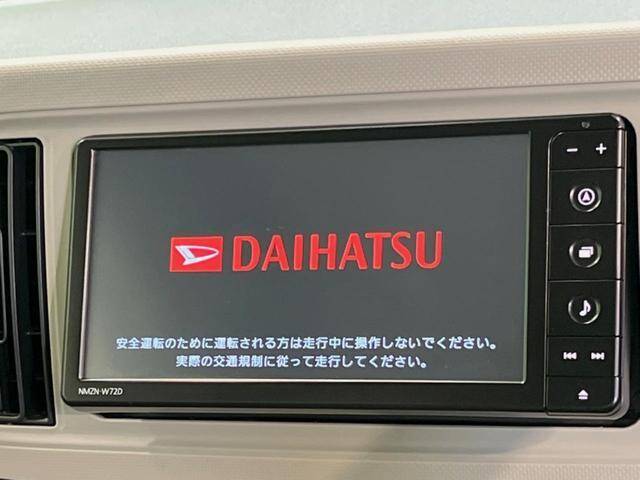 DAIHATSU
安全運転のために運転される方は走行中に操作しないでください。
実際の交通規制に従って走行してください。
NMZN-W72D